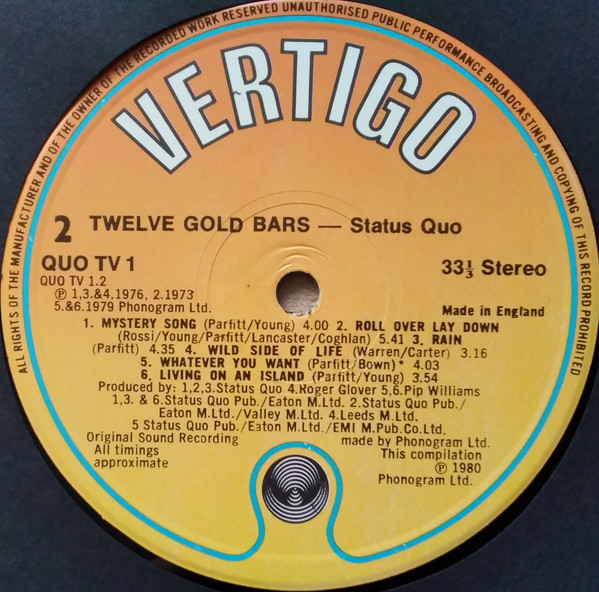 ALL RIGHTS OF THE MANUFACTURER AND OF THE OWNER OF THE RECORDED WORK RESERVED UNAUTHORISED PUBLIC PERFORMANCE BROADCASTING AND COPYING OF THIS RECORD PROHIBITED
VERTIGO
2 TWELVE GOLD BARS — Status Quo
QUO TV 1 33⅓ Stereo
QUO TV 1.2
℗ 1,3.&4.1976, 2.1973
5.&6.1979 Phonogram Ltd. Made in England
1. MYSTERY SONG (Parfitt/Young) 4.00 2. ROLL OVER LAY DOWN
(Rossi/Young/Parfitt/Lancaster/Coghlan) 5.41 3. RAIN
(Parfitt) 4.35 4. WILD SIDE OF LIFE (Warren/Carter) 3.16
5. WHATEVER YOU WANT (Parfitt/Bown)* 4.03
6. LIVING ON AN ISLAND (Parfitt/Young) 3.54
Produced by: 1,2,3.Status Quo 4.Roger Glover 5,6.Pip Williams
1,3. & 6.Status Quo Pub./Eaton M.Ltd. 2.Status Quo Pub./
Eaton M.Ltd./Valley M.Ltd. 4.Leeds M.Ltd.
5 Status Quo Pub./Eaton M.Ltd./EMI M.Pub.Co.Ltd.
Original Sound Recording made by Phonogram Ltd.
All timings This compilation
approximate ℗ 1980
Phonogram Ltd.